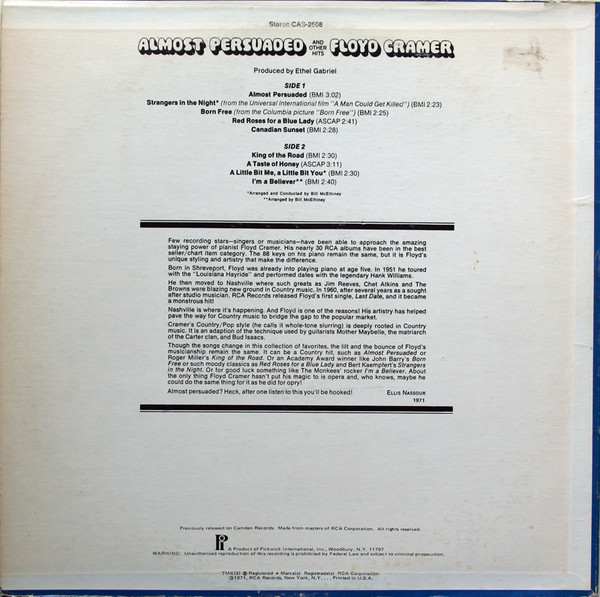 Stereo CAS-2508
ALMOST PERSUADED AND OTHER HITS FLOYD CRAMER
Produced by Ethel Gabriel
SIDE 1
Almost Persuaded (BMI 3:02)
Strangers in the Night* (from the Universal International film "A Man Could Get Killed") (BMI 2:23)
Born Free (from the Columbia picture "Born Free") (BMI 2:25)
Red Roses for a Blue Lady (ASCAP 2:41)
Canadian Sunset (BMI 2:28)
SIDE 2
King of the Road (BMI 2:30)
A Taste of Honey (ASCAP 3:11)
A Little Bit Me, a Little Bit You* (BMI 2:30)
I'm a Believer** (BMI 2:40)
*Arranged and Conducted by Bill McElhiney
**Arranged by Bill McElhiney
Few recording stars—singers or musicians—have been able to approach the amazing
staying power of pianist Floyd Cramer. His nearly 30 RCA albums have been in the best
seller/chart item category. The 88 keys on his piano remain the same, but it is Floyd's
unique styling and artistry that make the difference.
Born in Shreveport, Floyd was already into playing piano at age five. In 1951 he toured
with the "Louisiana Hayride" and performed dates with the legendary Hank Williams.
He then moved to Nashville where such greats as Jim Reeves, Chet Atkins and The
Browns were blazing new ground in Country music. In 1960, after several years as a sought
after studio musician, RCA Records released Floyd's first single, Last Date, and it became
a monstrous hit!
Nashville is where it's happening. And Floyd is one of the reasons! His artistry has helped
pave the way for Country music to bridge the gap to the popular market.
Cramer's Country/Pop style (he calls it whole-tone slurring) is deeply rooted in Country
music. It is an adaption of the technique used by guitarists Mother Maybelle, the matriarch
of the Carter clan, and Bud Isaacs.
Though the songs change in this collection of favorites, the lilt and the bounce of Floyd's
musicianship remain the same. It can be a Country hit, such as Almost Persuaded or
Roger Miller's King of the Road. Or an Academy Award winner like John Barry's Born
Free or such moody classics as Red Roses for a Blue Lady and Bert Kaempfert's Strangers
in the Night. Or for good luck something like The Monkees' rocker I'm a Believer. About
the only thing Floyd Cramer hasn't put his magic to is opera and, who knows, maybe he
could do the same thing for it as he did for opry!
Almost persuaded? Heck, after one listen to this you'll be hooked! ELLIS NASSOUR
1971
Previously released on Camden Records. Made from masters of RCA Corporation. All rights reserved.
A Product of Pickwick International, Inc., Woodbury, N.Y. 11797
WARNING: Unauthorized reproduction of this recording is prohibited by Federal Law and subject to criminal prosecution.
TMK(S) ® Registered • Marca(s) Registrada(s) RCA Corporation
©1971, RCA Records, New York, N.Y. . . . Printed in U.S.A.